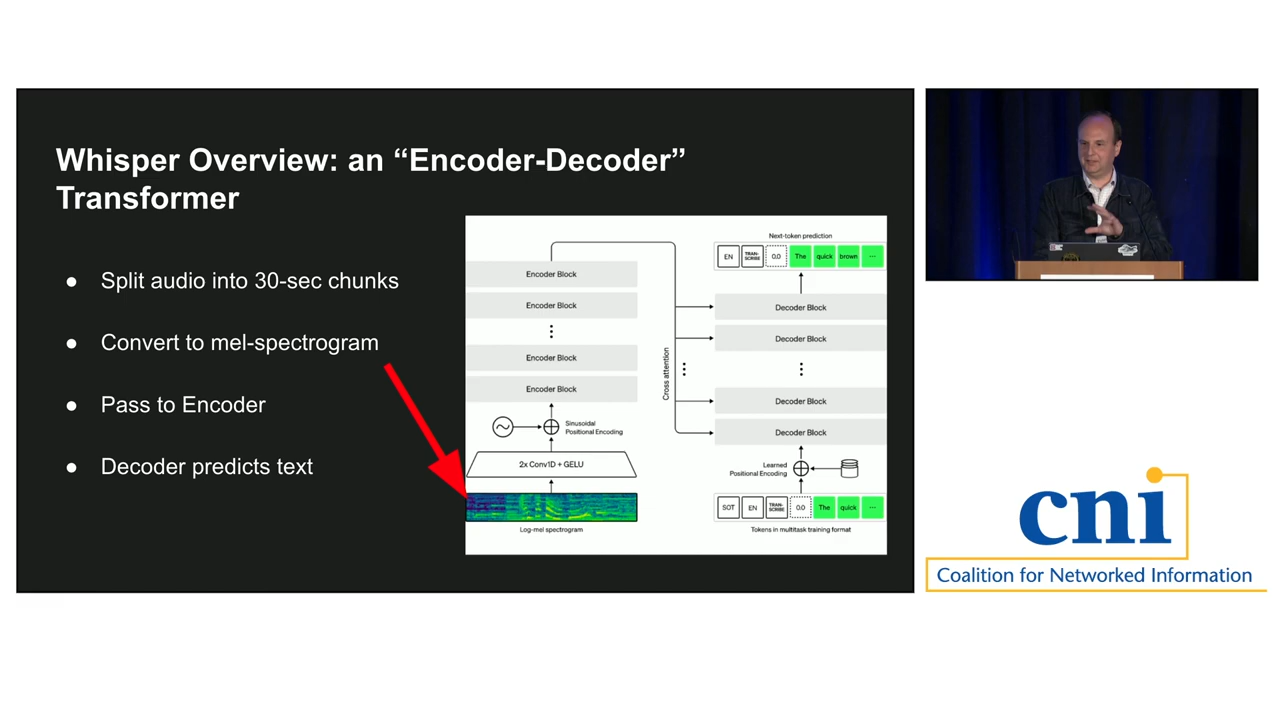 Whisper Overview: an “Encoder-Decoder”
Transformer
● Split audio into 30-sec chunks
● Convert to mel-spectrogram
● Pass to Encoder
● Decoder predicts text
Encoder Block
Encoder Block
Encoder Block
Encoder Block
Sinusoidal
Positional Encoding
2x Conv1D + GELU
Log-mel spectrogram
Cross attention
Next-token prediction
EN TRAN-SCRIBE 0.0 The quick brown ...
Decoder Block
Decoder Block
Decoder Block
Decoder Block
Learned
Positional Encoding
SOT EN TRAN-SCRIBE 0.0 The quick ...
Tokens in multitask training format
cni
Coalition for Networked Information